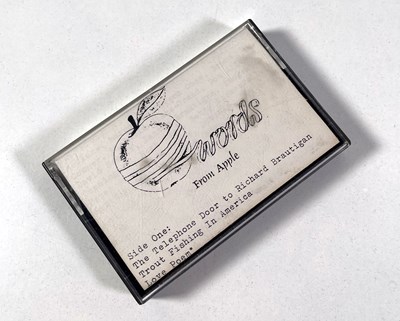 words
From Apple
Side One:
The Telephone Door to Richard Brautigan
Trout Fishing In America
Love Poem"